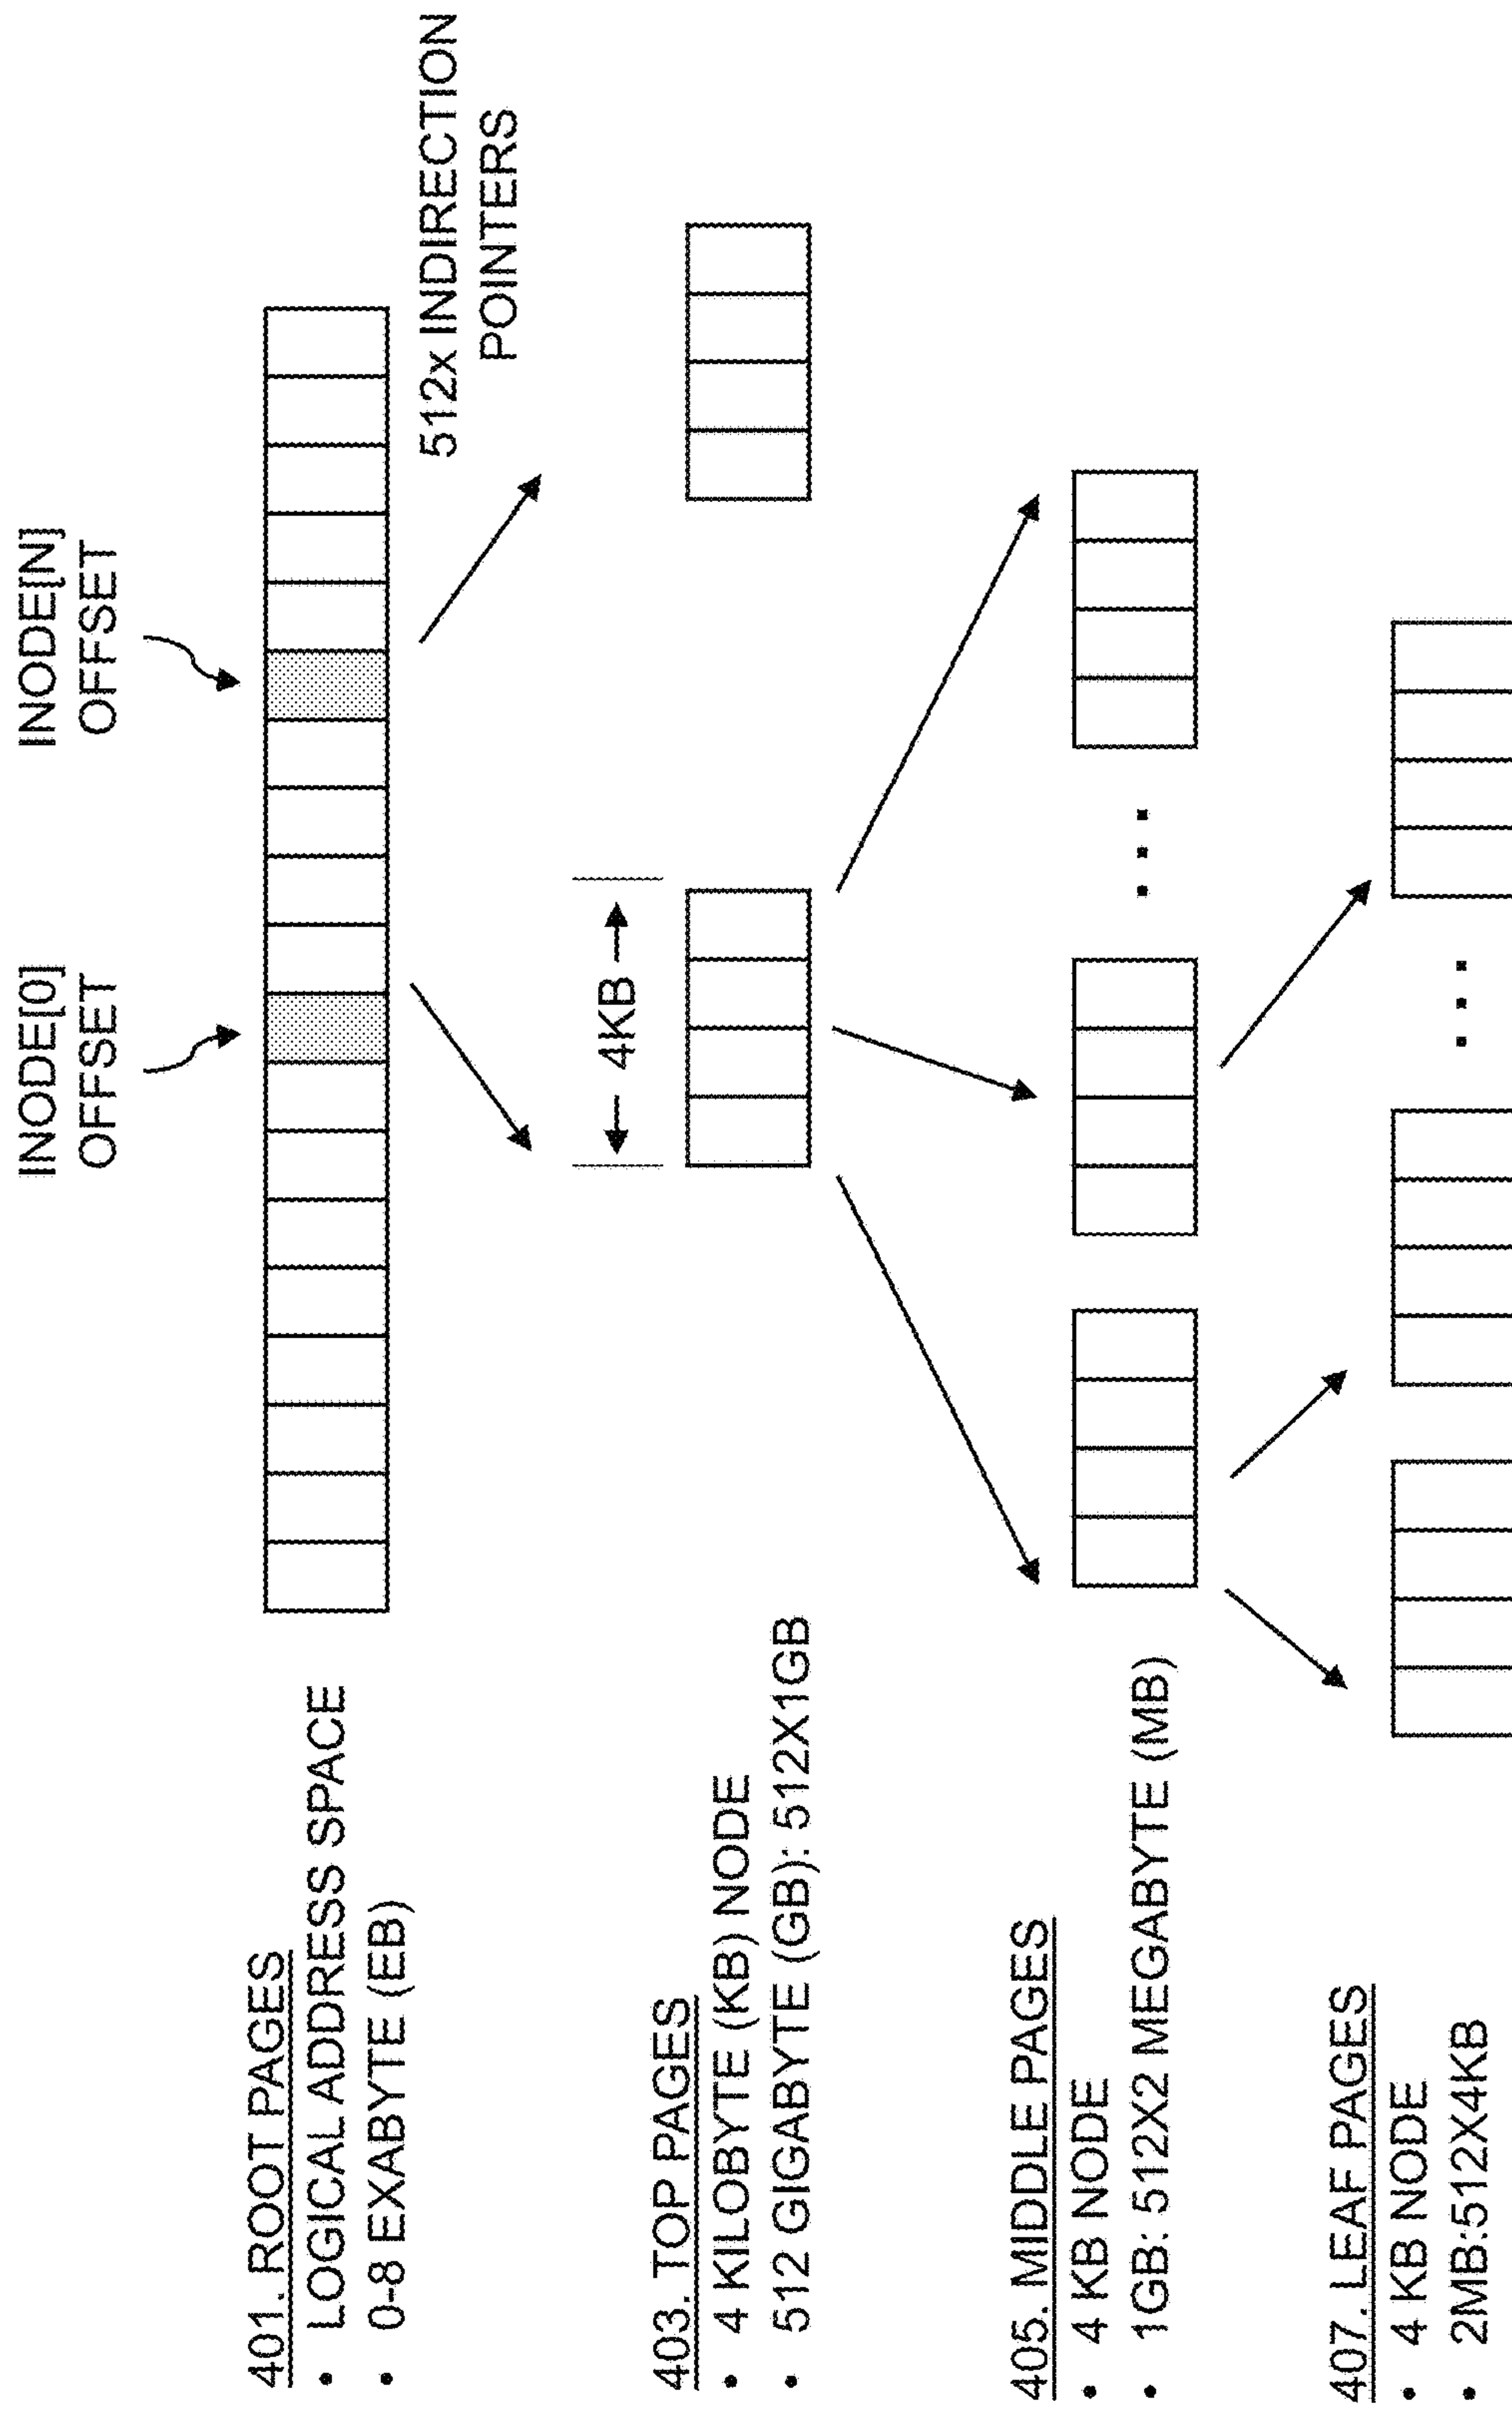 INODE[0]
OFFSET
INODE[N]
OFFSET
401. ROOT PAGES
• LOGICAL ADDRESS SPACE
• 0-8 EXABYTE (EB)
512x INDIRECTION
POINTERS
4KB
403. TOP PAGES
• 4 KILOBYTE (KB) NODE
• 512 GIGABYTE (GB): 512X1GB
405. MIDDLE PAGES
• 4 KB NODE
• 1GB: 512X2 MEGABYTE (MB)
407. LEAF PAGES
• 4 KB NODE
• 2MB:512X4KB